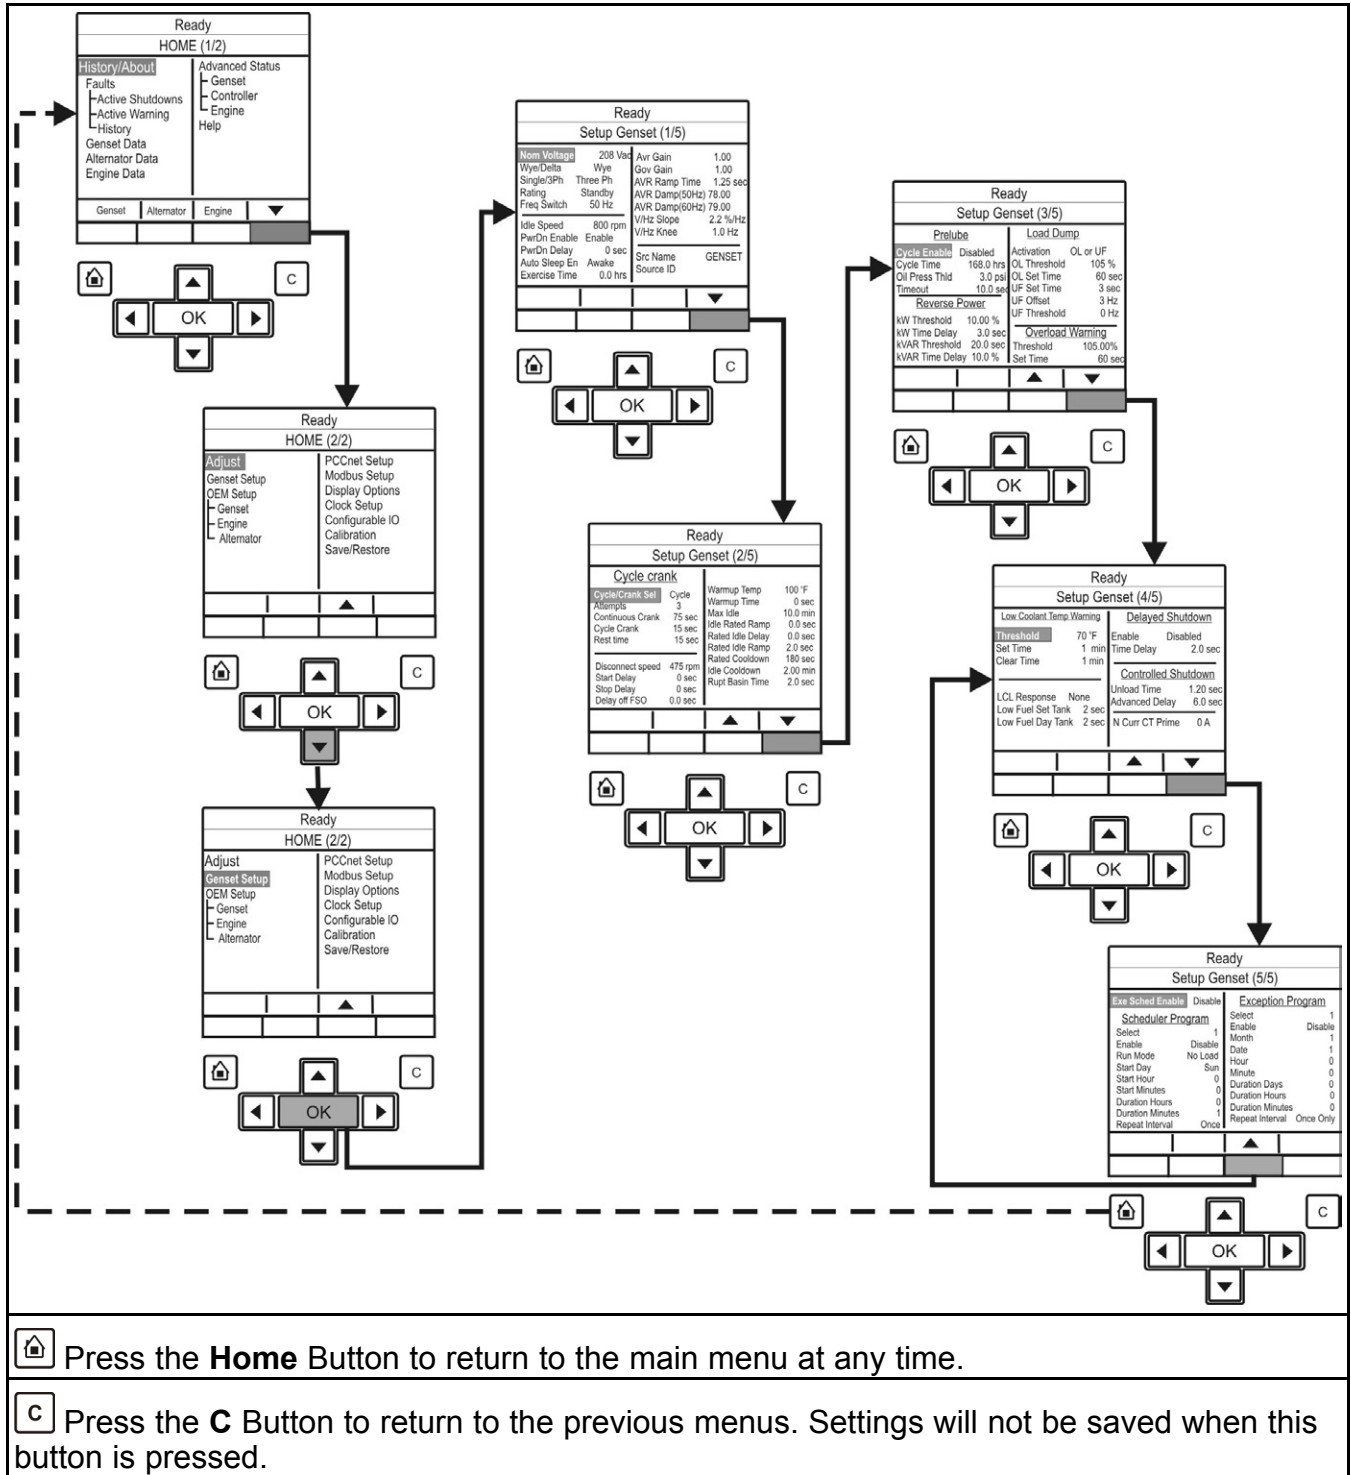 Ready
HOME (1/2)
History/About
Faults
Active Shutdowns
Active Warning
History
Genset Data
Alternator Data
Engine Data
Advanced Status
Genset
Controller
Engine
Help
Genset Alternator Engine
C
OK
Ready
HOME (2/2)
Adjust
Genset Setup
OEM Setup
Genset
Engine
Alternator
PCCnet Setup
Modbus Setup
Display Options
Clock Setup
Configurable IO
Calibration
Save/Restore
C
OK
Ready
HOME (2/2)
Adjust
Genset Setup
OEM Setup
Genset
Engine
Alternator
PCCnet Setup
Modbus Setup
Display Options
Clock Setup
Configurable IO
Calibration
Save/Restore
C
OK
Ready
Setup Genset (1/5)
Nom Voltage 208 Vac
Wye/Delta Wye
Single/3Ph Three Ph
Rating Standby
Freq Switch 50 Hz
Idle Speed 800 rpm
PwrDn Enable Enable
PwrDn Delay 0 sec
Auto Sleep En Awake
Exercise Time 0.0 hrs
Avr Gain 1.00
Gov Gain 1.00
AVR Ramp Time 1.25 sec
AVR Damp(50Hz) 78.00
AVR Damp(60Hz) 79.00
V/Hz Slope 2.2 %/Hz
V/Hz Knee 1.0 Hz
Src Name GENSET
Source ID
C
OK
Ready
Setup Genset (2/5)
Cycle crank
Cycle/Crank Sel Cycle
Attempts 3
Continuous Crank 75 sec
Cycle Crank 15 sec
Rest time 15 sec
Disconnect speed 475 rpm
Start Delay 0 sec
Stop Delay 0 sec
Delay off FSO 0.0 sec
Warmup Temp 100 °F
Warmup Time 0 sec
Max Idle 10.0 min
Idle Rated Ramp 0.0 sec
Rated Idle Delay 0.0 sec
Rated Idle Ramp 2.0 sec
Rated Cooldown 180 sec
Idle Cooldown 2.00 min
Rupt Basin Time 2.0 sec
C
OK
Ready
Setup Genset (3/5)
Prelube
Cycle Enable Disabled
Cycle Time 168.0 hrs
Oil Press Thld 3.0 psi
Timeout 10.0 sec
Reverse Power
kW Threshold 10.00 %
kW Time Delay 3.0 sec
kVAR Threshold 20.0 sec
kVAR Time Delay 10.0 %
Load Dump
Activation OL or UF
OL Threshold 105 %
OL Set Time 60 sec
UF Set Time 3 sec
UF Offset 3 Hz
UF Threshold 0 Hz
Overload Warning
Threshold 105.00%
Set Time 60 sec
C
OK
Ready
Setup Genset (4/5)
Low Coolant Temp Warning
Threshold 70 °F
Set Time 1 min
Clear Time 1 min
LCL Response None
Low Fuel Set Tank 2 sec
Low Fuel Day Tank 2 sec
Delayed Shutdown
Enable Disabled
Time Delay 2.0 sec
Controlled Shutdown
Unload Time 1.20 sec
Advanced Delay 6.0 sec
N Curr CT Prime 0 A
C
OK
Ready
Setup Genset (5/5)
Exe Sched Enable Disable
Scheduler Program
Select 1
Enable Disable
Run Mode No Load
Start Day Sun
Start Hour 0
Start Minutes 0
Duration Hours 0
Duration Minutes 1
Repeat Interval Once
Exception Program
Select 1
Enable Disable
Month 1
Date 1
Hour 0
Minute 0
Duration Days 0
Duration Hours 0
Duration Minutes 0
Repeat Interval Once Only
C
OK
Press the Home Button to return to the main menu at any time.
C Press the C Button to return to the previous menus. Settings will not be saved when this
button is pressed.